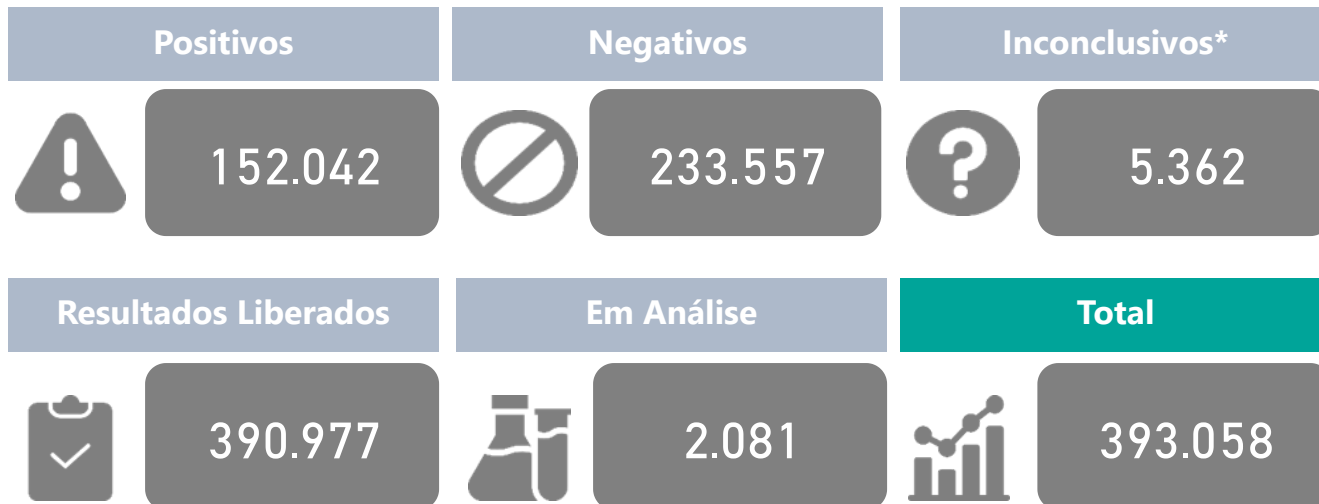 Positivos
Negativos
Inconclusivos*
152.042
233.557
5.362
Resultados Liberados
Em Análise
Total
390.977
2.081
393.058